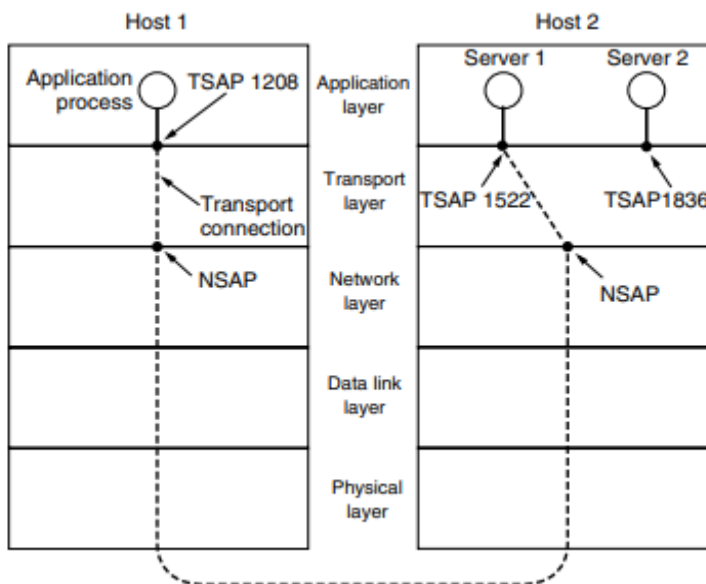 Host 1
Host 2
Application
process
TSAP 1208
Application
layer
Server 1
Server 2
Transport
connection
Transport
layer
TSAP 1522
TSAP1836
NSAP
Network
layer
NSAP
Data link
layer
Physical
layer